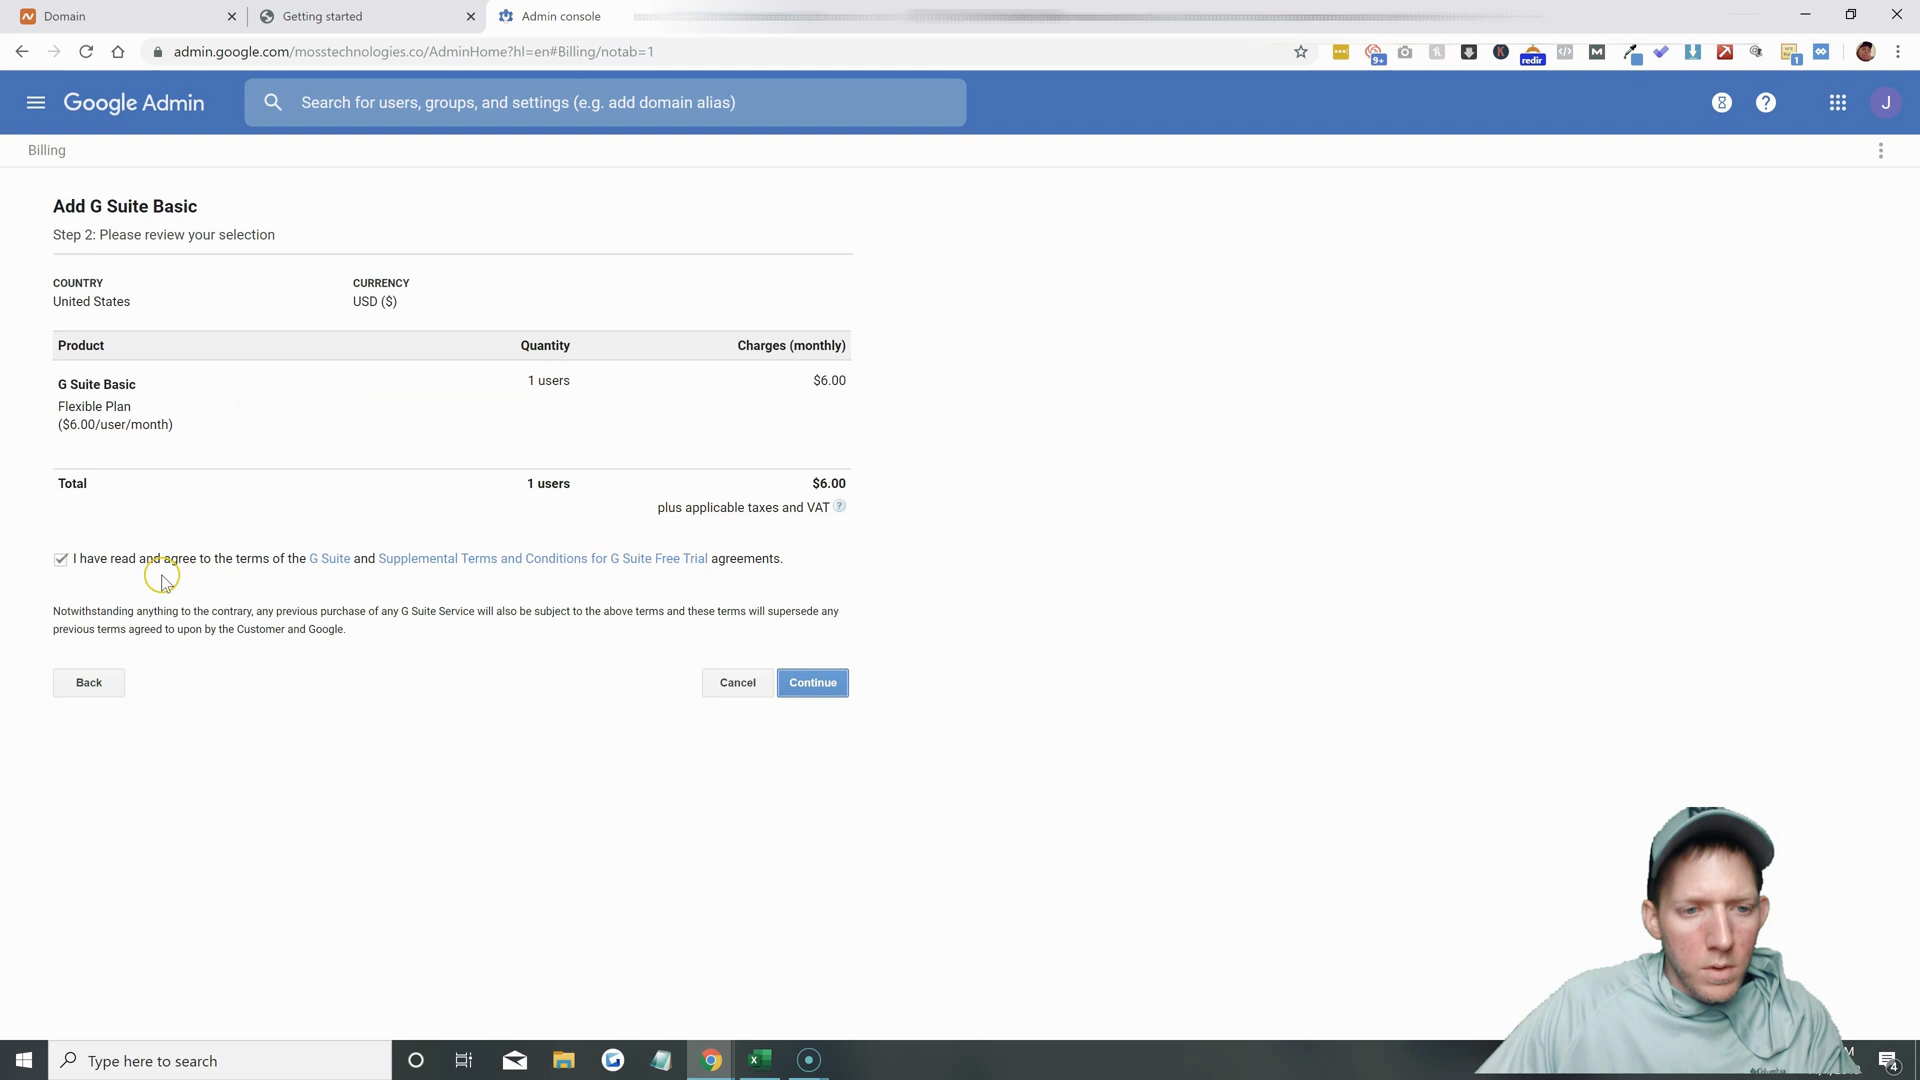 Domain
Getting started
Admin console
admin.google.com/mosstechnologies.co/AdminHome?hl=en#Billing/notab=1
9+
redir
1
Google Admin
Search for users, groups, and settings (e.g. add domain alias)
J
Billing
Add G Suite Basic
Step 2: Please review your selection
COUNTRY
CURRENCY
United States
USD ($)
Product
Quantity
Charges (monthly)
G Suite Basic
1 users
$6.00
Flexible Plan
($6.00/user/month)
Total
1 users
$6.00
plus applicable taxes and VAT ?
I have read and agree to the terms of the G Suite and Supplemental Terms and Conditions for G Suite Free Trial agreements.
Notwithstanding anything to the contrary, any previous purchase of any G Suite Service will also be subject to the above terms and these terms will supersede any
previous terms agreed to upon by the Customer and Google.
Back
Cancel
Continue
Type here to search
Columbia
4